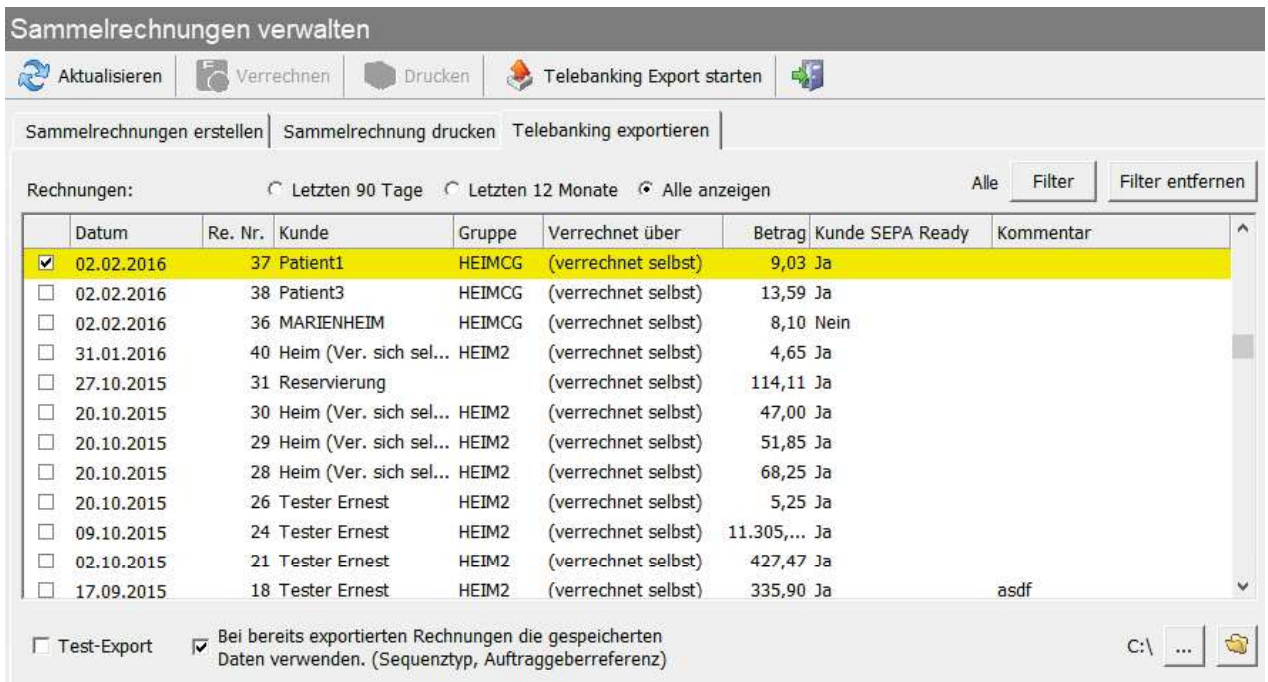 Sammelrechnungen verwalten
Aktualisieren Verrechnen Drucken Telebanking Export starten
Sammelrechnungen erstellen Sammelrechnung drucken Telebanking exportieren
Rechnungen: Letzten 90 Tage Letzten 12 Monate Alle anzeigen Alle Filter Filter entfernen
Datum Re. Nr. Kunde Gruppe Verrechnet über Betrag Kunde SEPA Ready Kommentar
02.02.2016 37 Patient1 HEIMCG (verrechnet selbst) 9,03 Ja
02.02.2016 38 Patient3 HEIMCG (verrechnet selbst) 13,59 Ja
02.02.2016 36 MARIENHEIM HEIMCG (verrechnet selbst) 8,10 Nein
31.01.2016 40 Heim (Ver. sich sel... HEIM2 (verrechnet selbst) 4,65 Ja
27.10.2015 31 Reservierung (verrechnet selbst) 114,11 Ja
20.10.2015 30 Heim (Ver. sich sel... HEIM2 (verrechnet selbst) 47,00 Ja
20.10.2015 29 Heim (Ver. sich sel... HEIM2 (verrechnet selbst) 51,85 Ja
20.10.2015 28 Heim (Ver. sich sel... HEIM2 (verrechnet selbst) 68,25 Ja
20.10.2015 26 Tester Ernest HEIM2 (verrechnet selbst) 5,25 Ja
09.10.2015 24 Tester Ernest HEIM2 (verrechnet selbst) 11.305,... Ja
02.10.2015 21 Tester Ernest HEIM2 (verrechnet selbst) 427,47 Ja
17.09.2015 18 Tester Ernest HEIM2 (verrechnet selbst) 335,90 Ja asdf
Test-Export Bei bereits exportierten Rechnungen die gespeicherten
Daten verwenden. (Sequenztyp, Auftraggeberreferenz) C:\ ...